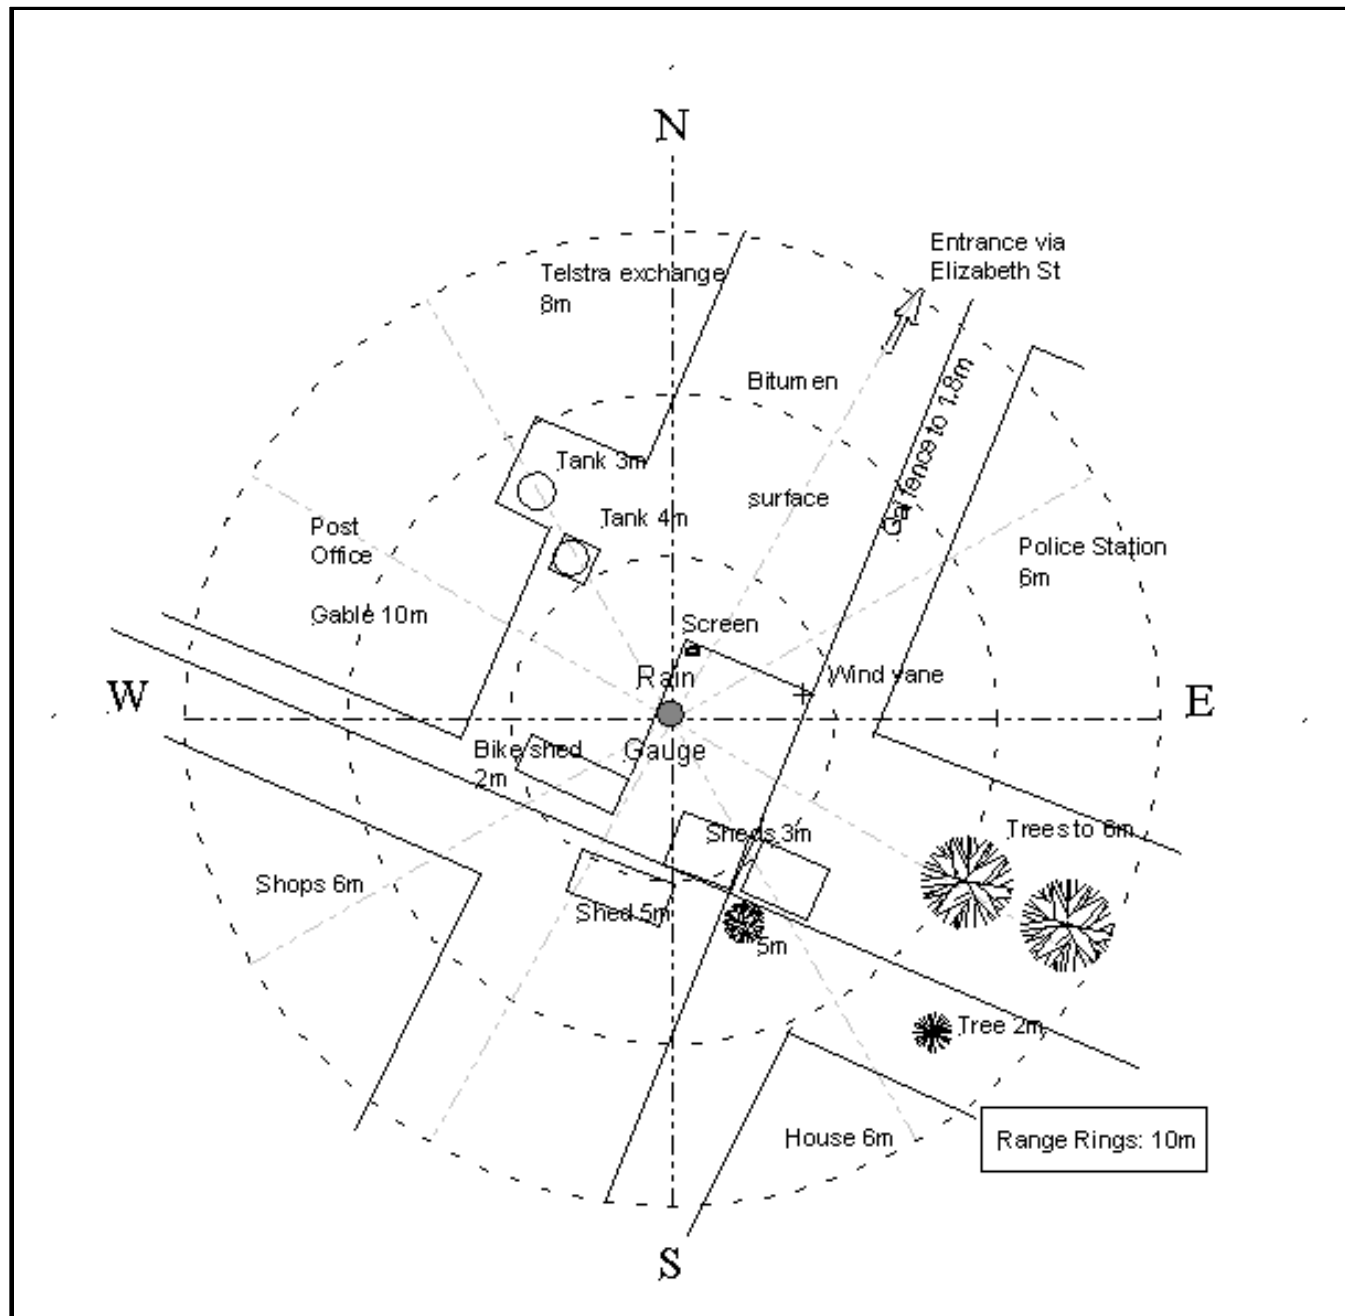 N
Entrance via
Elizabeth St
Telstra exchange
8m
Bitumen
Gal fence to 1.8m
Tank 3m
surface
Tank 4m
Post
Office
Police Station
6m
Gable 10m
Screen
Rain
Wind vane
W
E
Bike shed
2m
Gauge
Sheds 3m
Trees to 6m
Shops 6m
Shed 5m
5m
Tree 2m
House 6m
Range Rings: 10m
S